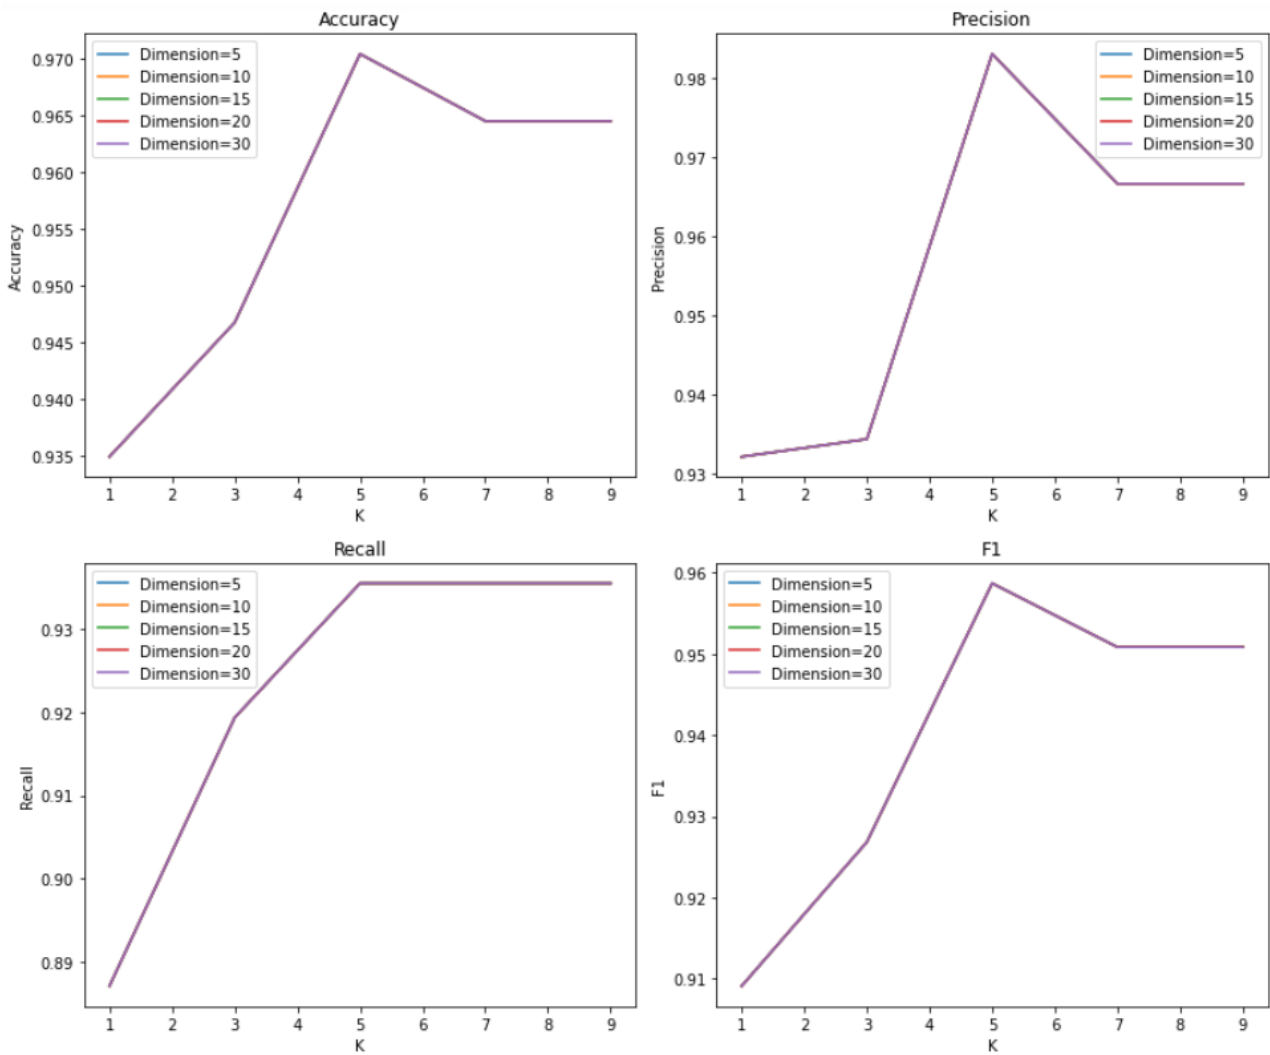 Accuracy
Dimension=5
Dimension=10
Dimension=15
Dimension=20
Dimension=30
0.970
0.965
0.960
0.955
0.950
0.945
0.940
0.935
Accuracy
1 2 3 4 5 6 7 8 9
K
Precision
Dimension=5
Dimension=10
Dimension=15
Dimension=20
Dimension=30
0.98
0.97
0.96
0.95
0.94
0.93
Precision
1 2 3 4 5 6 7 8 9
K
Recall
Dimension=5
Dimension=10
Dimension=15
Dimension=20
Dimension=30
0.93
0.92
0.91
0.90
0.89
Recall
1 2 3 4 5 6 7 8 9
K
F1
Dimension=5
Dimension=10
Dimension=15
Dimension=20
Dimension=30
0.96
0.95
0.94
0.93
0.92
0.91
F1
1 2 3 4 5 6 7 8 9
K